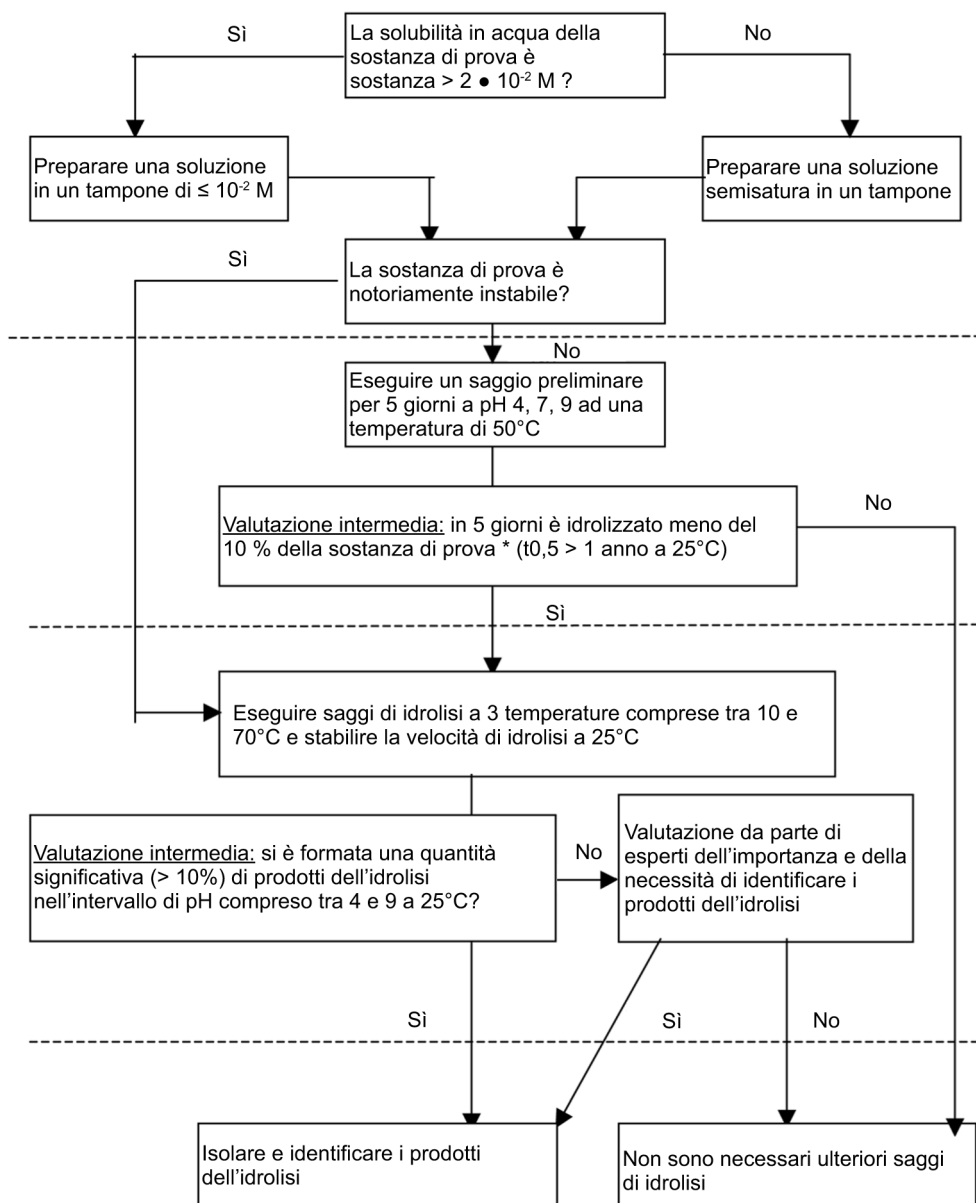 Sì
La solubilità in acqua della
sostanza di prova è
sostanza > 2 ● 10⁻² M ?
No
Preparare una soluzione
in un tampone di ≤ 10⁻² M
Preparare una soluzione
semisatura in un tampone
Sì
La sostanza di prova è
notoriamente instabile?
No
Eseguire un saggio preliminare
per 5 giorni a pH 4, 7, 9 ad una
temperatura di 50°C
Valutazione intermedia: in 5 giorni è idrolizzato meno del
10 % della sostanza di prova * (t0,5 > 1 anno a 25°C)
No
Sì
Eseguire saggi di idrolisi a 3 temperature comprese tra 10 e
70°C e stabilire la velocità di idrolisi a 25°C
Valutazione intermedia: si è formata una quantità
significativa (> 10%) di prodotti dell’idrolisi
nell’intervallo di pH compreso tra 4 e 9 a 25°C?
No
Valutazione da parte di
esperti dell’importanza e della
necessità di identificare i
prodotti dell’idrolisi
Sì
Sì
No
Isolare e identificare i prodotti
dell’idrolisi
Non sono necessari ulteriori saggi
di idrolisi